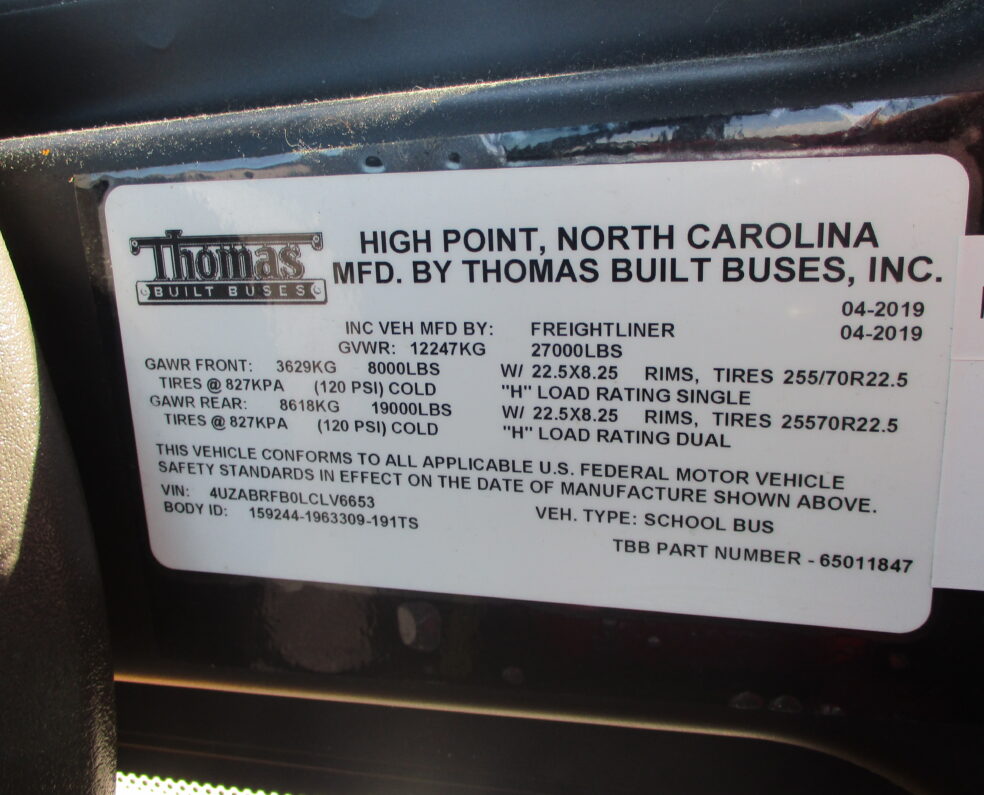 Thomas
BUILT BUSES
HIGH POINT, NORTH CAROLINA
MFD. BY THOMAS BUILT BUSES, INC.
04-2019
INC VEH MFD BY: FREIGHTLINER 04-2019
GVWR: 12247KG 27000LBS
GAWR FRONT: 3629KG 8000LBS W/ 22.5X8.25 RIMS, TIRES 255/70R22.5
TIRES @ 827KPA (120 PSI) COLD "H" LOAD RATING SINGLE
GAWR REAR: 8618KG 19000LBS W/ 22.5X8.25 RIMS, TIRES 25570R22.5
TIRES @ 827KPA (120 PSI) COLD "H" LOAD RATING DUAL
THIS VEHICLE CONFORMS TO ALL APPLICABLE U.S. FEDERAL MOTOR VEHICLE
SAFETY STANDARDS IN EFFECT ON THE DATE OF MANUFACTURE SHOWN ABOVE.
VIN: 4UZABRFB0LCLV6653
BODY ID: 159244-1963309-191TS VEH. TYPE: SCHOOL BUS
TBB PART NUMBER - 65011847